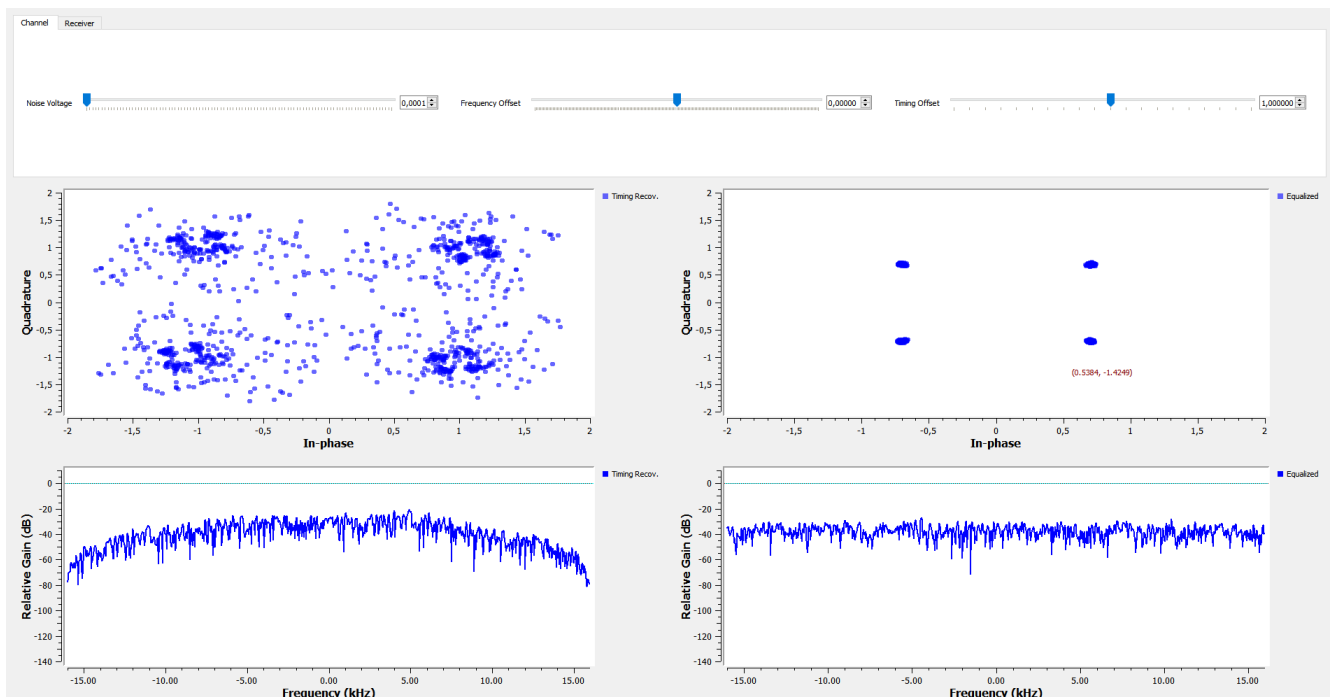 Channel Receiver
Noise Voltage 0,0001 Frequency Offset 0,00000 Timing Offset 1,000000
2
1,5
1
0,5
0
-0,5
-1
-1,5
-2
Quadrature
-2 -1,5 -1 -0,5 0 0,5 1 1,5 2
In-phase
Timing Recov.
2
1,5
1
0,5
0
-0,5
-1
-1,5
-2
Quadrature
(0.5384, -1.4249)
-2 -1,5 -1 -0,5 0 0,5 1 1,5 2
In-phase
Equalized
0
-20
-40
-60
-80
-100
-120
-140
Relative Gain (dB)
-15.00 -10.00 -5.00 0.00 5.00 10.00 15.00
Frequency (kHz)
Timing Recov.
0
-20
-40
-60
-80
-100
-120
-140
Relative Gain (dB)
-15.00 -10.00 -5.00 0.00 5.00 10.00 15.00
Frequency (kHz)
Equalized